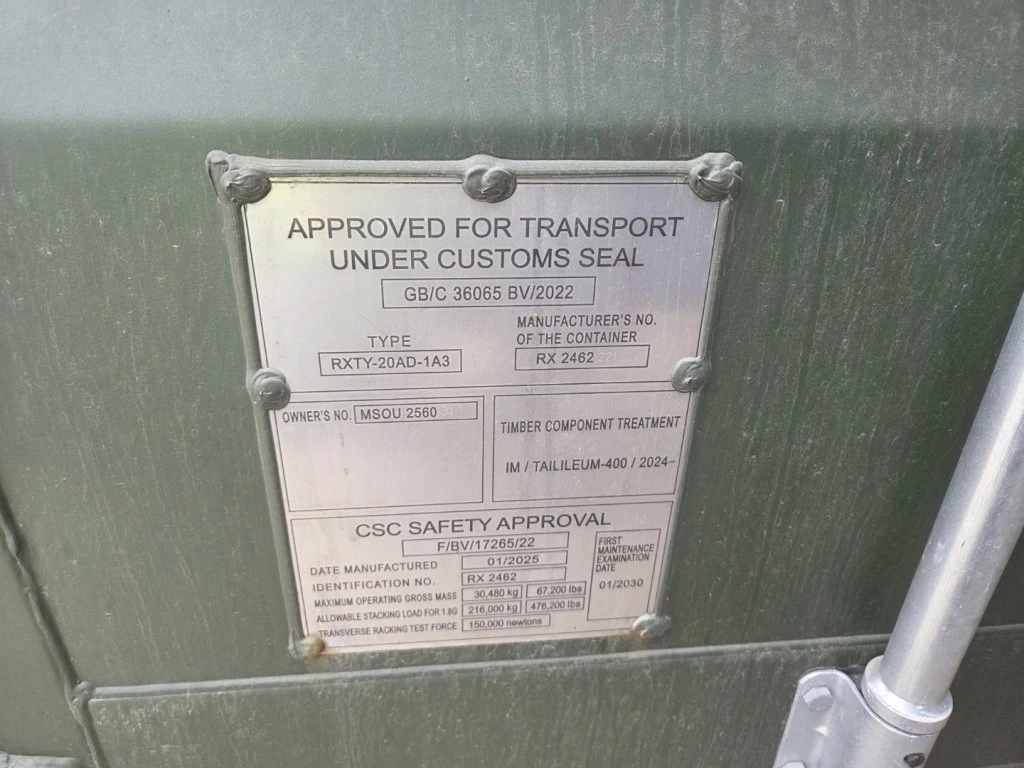 APPROVED FOR TRANSPORT
UNDER CUSTOMS SEAL
GB/C 36065 BV/2022
TYPE
RXTY-20AD-1A3
MANUFACTURER'S NO.
OF THE CONTAINER
RX 2462
OWNER'S NO. MSOU 2560
TIMBER COMPONENT TREATMENT
IM / TAILILEUM-400 / 2024
CSC SAFETY APPROVAL
F/BV/17265/22
DATE MANUFACTURED 01/2025
IDENTIFICATION NO. RX 2462
MAXIMUM OPERATING GROSS MASS 30,480 kg 67,200 lbs
ALLOWABLE STACKING LOAD FOR 1.8G 216,000 kg 476,200 lbs
TRANSVERSE RACKING TEST FORCE 150,000 newtons
FIRST
MAINTENANCE
EXAMINATION
DATE
01/2030